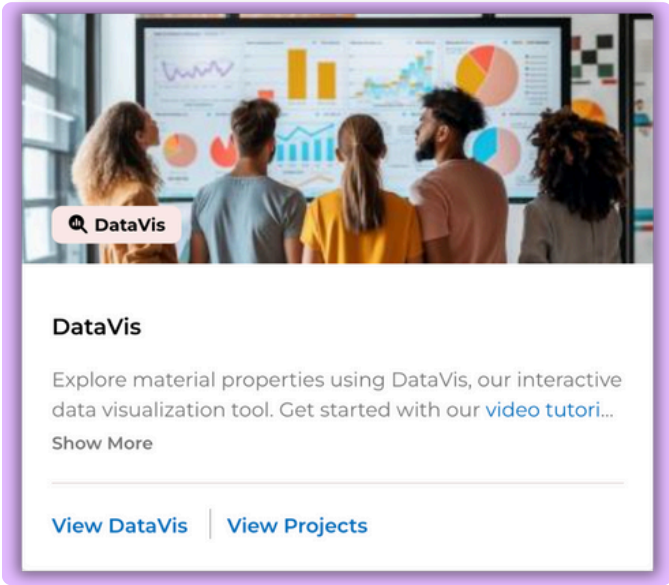 DataVis
DataVis
Explore material properties using DataVis, our interactive
data visualization tool. Get started with our video tutori...
Show More
View DataVis
View Projects